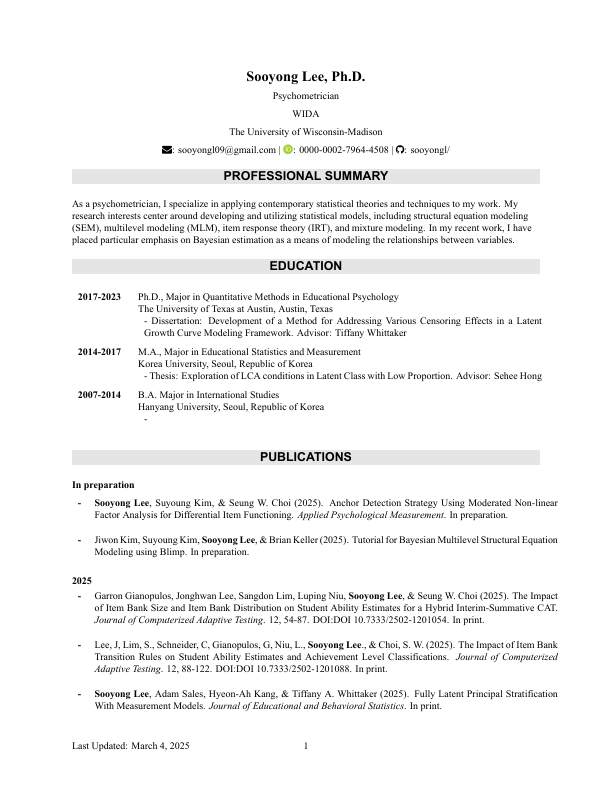 Sooyong Lee, Ph.D.
Psychometrician
WIDA
The University of Wisconsin-Madison
: sooyongl09@gmail.com | : 0000-0002-7964-4508 | : sooyongl/
PROFESSIONAL SUMMARY
As a psychometrician, I specialize in applying contemporary statistical theories and techniques to my work. My
research interests center around developing and utilizing statistical models, including structural equation modeling
(SEM), multilevel modeling (MLM), item response theory (IRT), and mixture modeling. In my recent work, I have
placed particular emphasis on Bayesian estimation as a means of modeling the relationships between variables.
EDUCATION
2017-2023 Ph.D., Major in Quantitative Methods in Educational Psychology
The University of Texas at Austin, Austin, Texas
- Dissertation: Development of a Method for Addressing Various Censoring Effects in a Latent
Growth Curve Modeling Framework. Advisor: Tiffany Whittaker
2014-2017 M.A., Major in Educational Statistics and Measurement
Korea University, Seoul, Republic of Korea
- Thesis: Exploration of LCA conditions in Latent Class with Low Proportion. Advisor: Sehee Hong
2007-2014 B.A. Major in International Studies
Hanyang University, Seoul, Republic of Korea
-
PUBLICATIONS
In preparation
- Sooyong Lee, Suyoung Kim, & Seung W. Choi (2025). Anchor Detection Strategy Using Moderated Non-linear
Factor Analysis for Differential Item Functioning. Applied Psychological Measurement. In preparation.
- Jiwon Kim, Suyoung Kim, Sooyong Lee, & Brian Keller (2025). Tutorial for Bayesian Multilevel Structural Equation
Modeling using Blimp. In preparation.
2025
- Garron Gianopulos, Jonghwan Lee, Sangdon Lim, Luping Niu, Sooyong Lee, & Seung W. Choi (2025). The Impact
of Item Bank Size and Item Bank Distribution on Student Ability Estimates for a Hybrid Interim-Summative CAT.
Journal of Computerized Adaptive Testing. 12, 54-87. DOI:DOI 10.7333/2502-1201054. In print.
- Lee, J, Lim, S., Schneider, C, Gianopulos, G, Niu, L., Sooyong Lee., & Choi, S. W. (2025). The Impact of Item Bank
Transition Rules on Student Ability Estimates and Achievement Level Classifications. Journal of Computerized
Adaptive Testing. 12, 88-122. DOI:DOI 10.7333/2502-1201088. In print.
- Sooyong Lee, Adam Sales, Hyeon-Ah Kang, & Tiffany A. Whittaker (2025). Fully Latent Principal Stratification
With Measurement Models. Journal of Educational and Behavioral Statistics. In print.
Last Updated: March 4, 2025 1